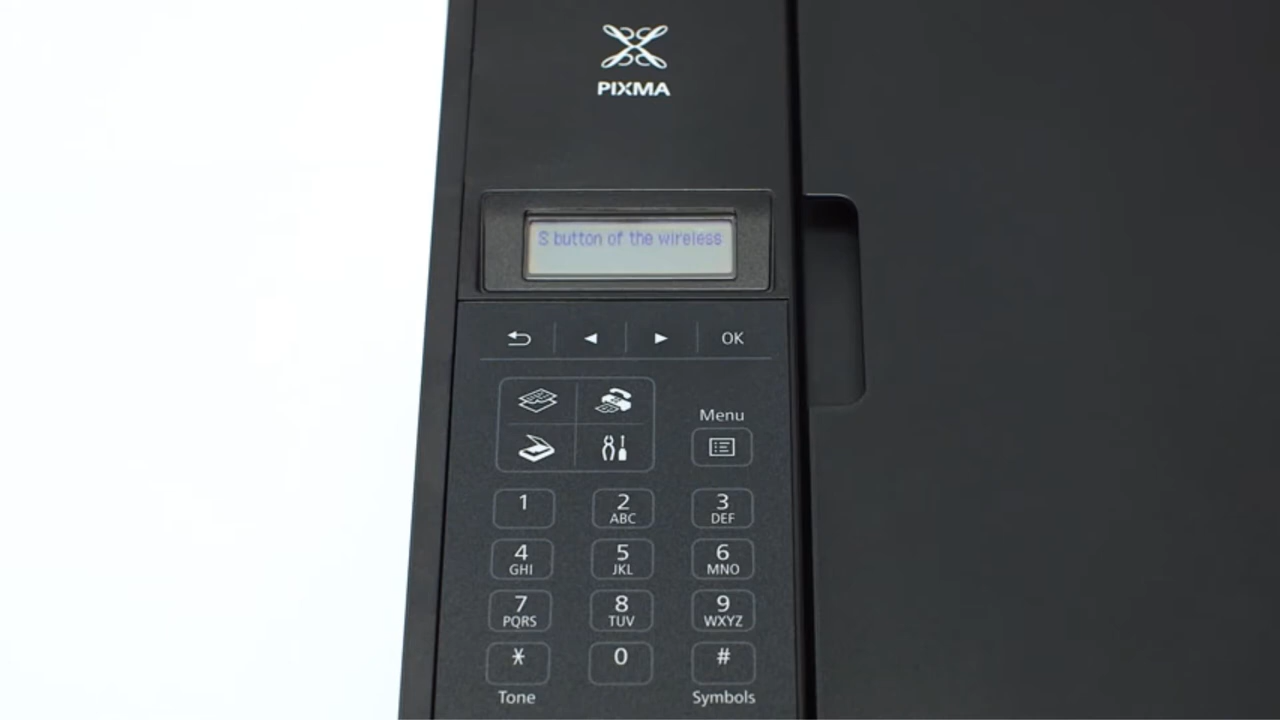 PIXMA
S button of the wireless
OK
Menu
1
2
ABC
3
DEF
4
GHI
5
JKL
6
MNO
7
PQRS
8
TUV
9
WXYZ
*
0
#
Tone
Symbols